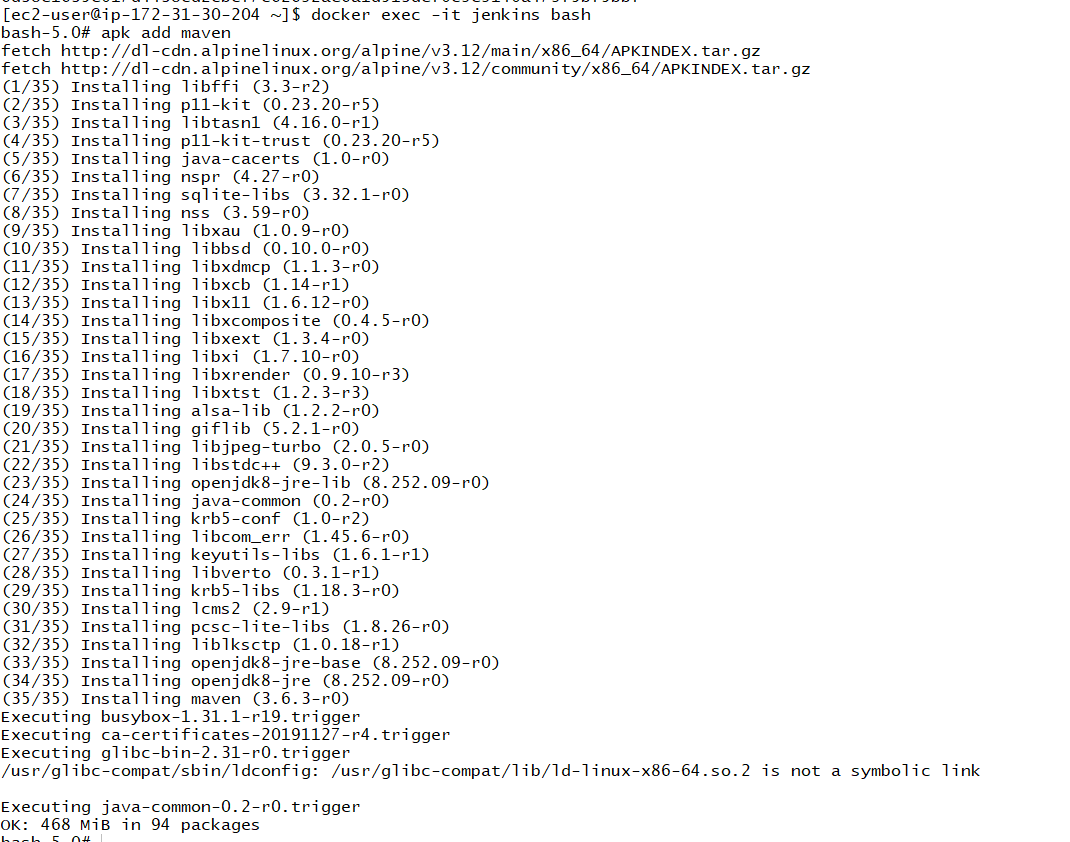 [ec2-user@ip-172-31-30-204 ~]$ docker exec -it jenkins bash
bash-5.0# apk add maven
fetch http://dl-cdn.alpinelinux.org/alpine/v3.12/main/x86_64/APKINDEX.tar.gz
fetch http://dl-cdn.alpinelinux.org/alpine/v3.12/community/x86_64/APKINDEX.tar.gz
(1/35) Installing libffi (3.3-r2)
(2/35) Installing p11-kit (0.23.20-r5)
(3/35) Installing libtasn1 (4.16.0-r1)
(4/35) Installing p11-kit-trust (0.23.20-r5)
(5/35) Installing java-cacerts (1.0-r0)
(6/35) Installing nspr (4.27-r0)
(7/35) Installing sqlite-libs (3.32.1-r0)
(8/35) Installing nss (3.59-r0)
(9/35) Installing libxau (1.0.9-r0)
(10/35) Installing libbsd (0.10.0-r0)
(11/35) Installing libxdmcp (1.1.3-r0)
(12/35) Installing libxcb (1.14-r1)
(13/35) Installing libx11 (1.6.12-r0)
(14/35) Installing libxcomposite (0.4.5-r0)
(15/35) Installing libxext (1.3.4-r0)
(16/35) Installing libxi (1.7.10-r0)
(17/35) Installing libxrender (0.9.10-r3)
(18/35) Installing libxtst (1.2.3-r3)
(19/35) Installing alsa-lib (1.2.2-r0)
(20/35) Installing giflib (5.2.1-r0)
(21/35) Installing libjpeg-turbo (2.0.5-r0)
(22/35) Installing libstdc++ (9.3.0-r2)
(23/35) Installing openjdk8-jre-lib (8.252.09-r0)
(24/35) Installing java-common (0.2-r0)
(25/35) Installing krb5-conf (1.0-r2)
(26/35) Installing libcom_err (1.45.6-r0)
(27/35) Installing keyutils-libs (1.6.1-r1)
(28/35) Installing libverto (0.3.1-r1)
(29/35) Installing krb5-libs (1.18.3-r0)
(30/35) Installing lcms2 (2.9-r1)
(31/35) Installing pcsc-lite-libs (1.8.26-r0)
(32/35) Installing liblksctp (1.0.18-r1)
(33/35) Installing openjdk8-jre-base (8.252.09-r0)
(34/35) Installing openjdk8-jre (8.252.09-r0)
(35/35) Installing maven (3.6.3-r0)
Executing busybox-1.31.1-r19.trigger
Executing ca-certificates-20191127-r4.trigger
Executing glibc-bin-2.31-r0.trigger
/usr/glibc-compat/sbin/ldconfig: /usr/glibc-compat/lib/ld-linux-x86-64.so.2 is not a symbolic link
Executing java-common-0.2-r0.trigger
OK: 468 MiB in 94 packages
bash-5.0#